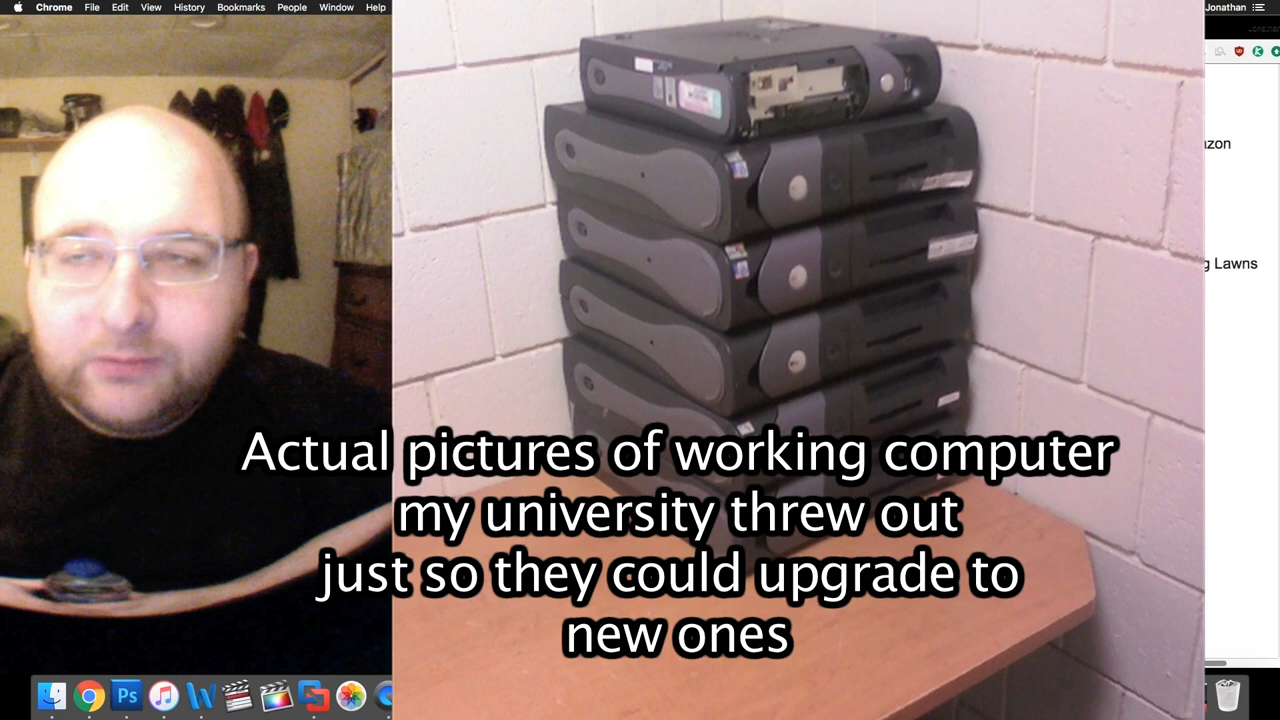 Chrome File Edit View History Bookmarks People Window Help
Jonathan
zon
g Lawns
Actual pictures of working computer
my university threw out
just so they could upgrade to
new ones
Ps